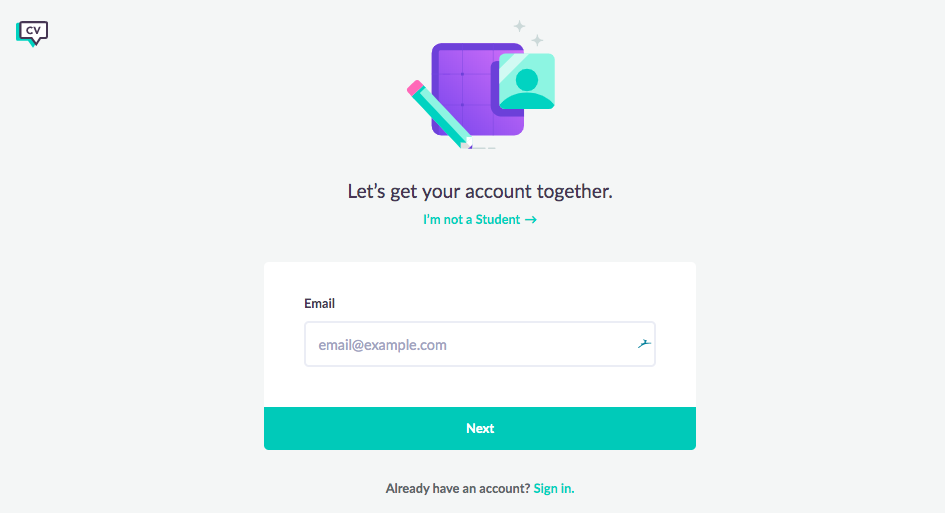 CV
Let's get your account together.
I'm not a Student →
Email
email@example.com
Next
Already have an account? Sign in.